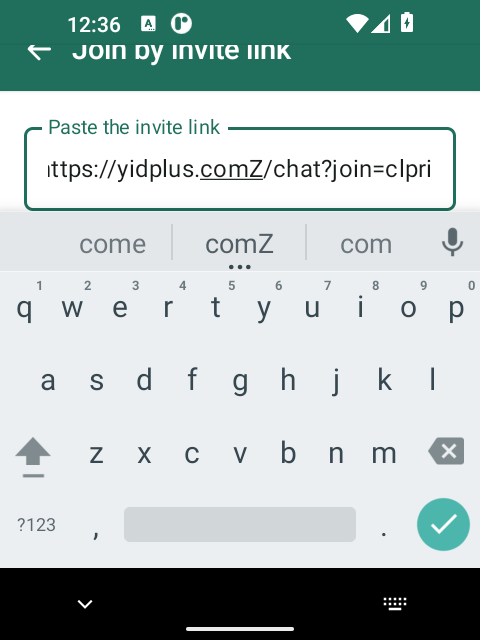 12:36
Join by invite link
Paste the invite link
https://yidplus.comZ/chat?join=clpri
come comZ com
1 2 3 4 5 6 7 8 9 0
q w e r t y u i o p
a s d f g h j k l
z x c v b n m
?123 , .